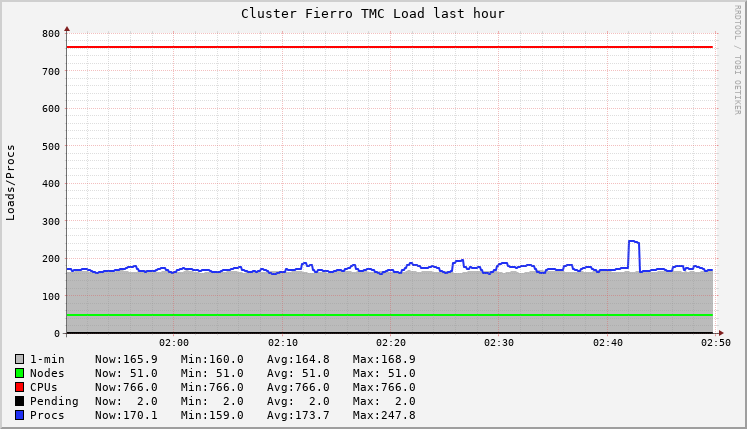 Cluster Fierro TMC Load last hour
RRDTOOL / TOBI OETIKER
Loads/Procs
800
700
600
500
400
300
200
100
0
02:00 02:10 02:20 02:30 02:40 02:50
1-min Now:165.9 Min:160.0 Avg:164.8 Max:168.9
Nodes Now: 51.0 Min: 51.0 Avg: 51.0 Max: 51.0
CPUs Now:766.0 Min:766.0 Avg:766.0 Max:766.0
Pending Now: 2.0 Min: 2.0 Avg: 2.0 Max: 2.0
Procs Now:170.1 Min:159.0 Avg:173.7 Max:247.8